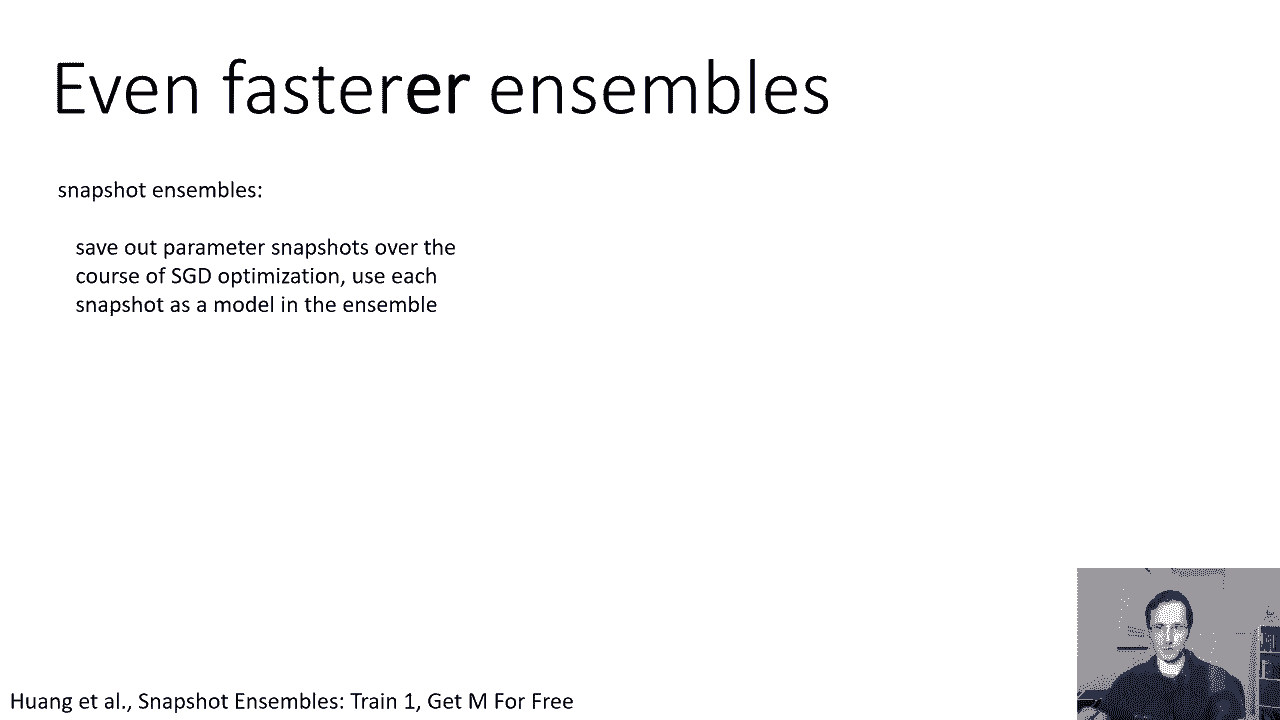 Even fasterer ensembles
snapshot ensembles:
save out parameter snapshots over the
course of SGD optimization, use each
snapshot as a model in the ensemble
Huang et al., Snapshot Ensembles: Train 1, Get M For Free